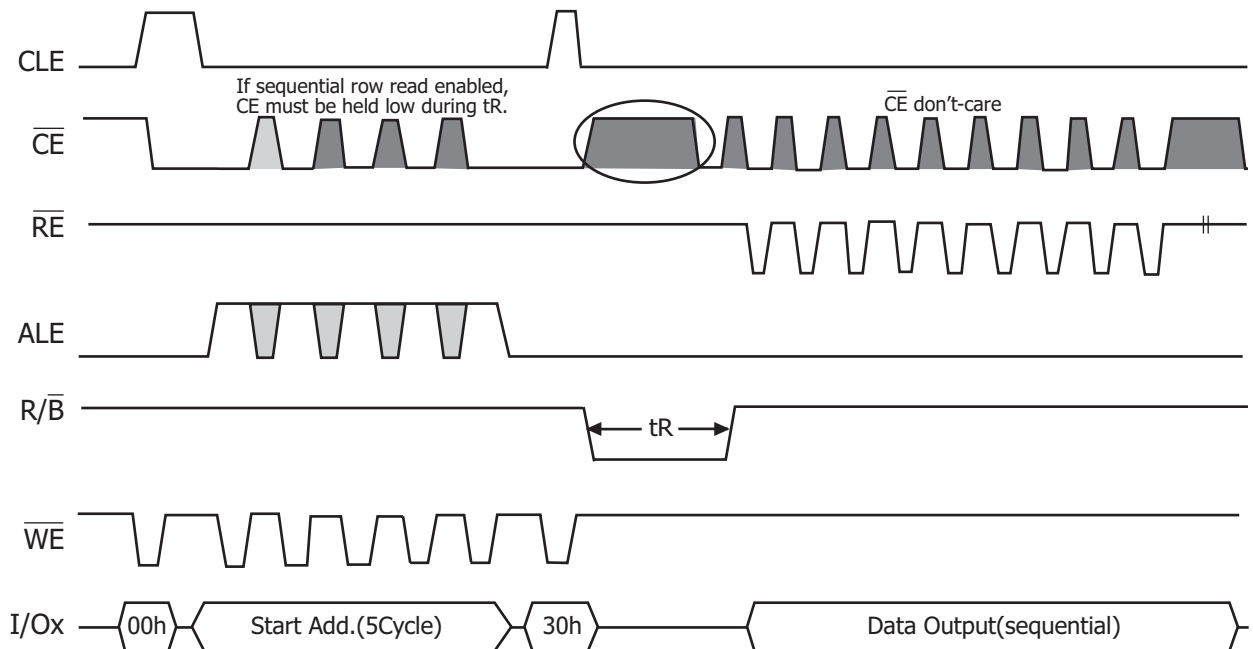 CLE
If sequential row read enabled,
CE must be held low during tR.
CE don't-care
CE
RE
ALE
R/B
tR
WE
I/Ox
00h
Start Add.(5Cycle)
30h
Data Output(sequential)